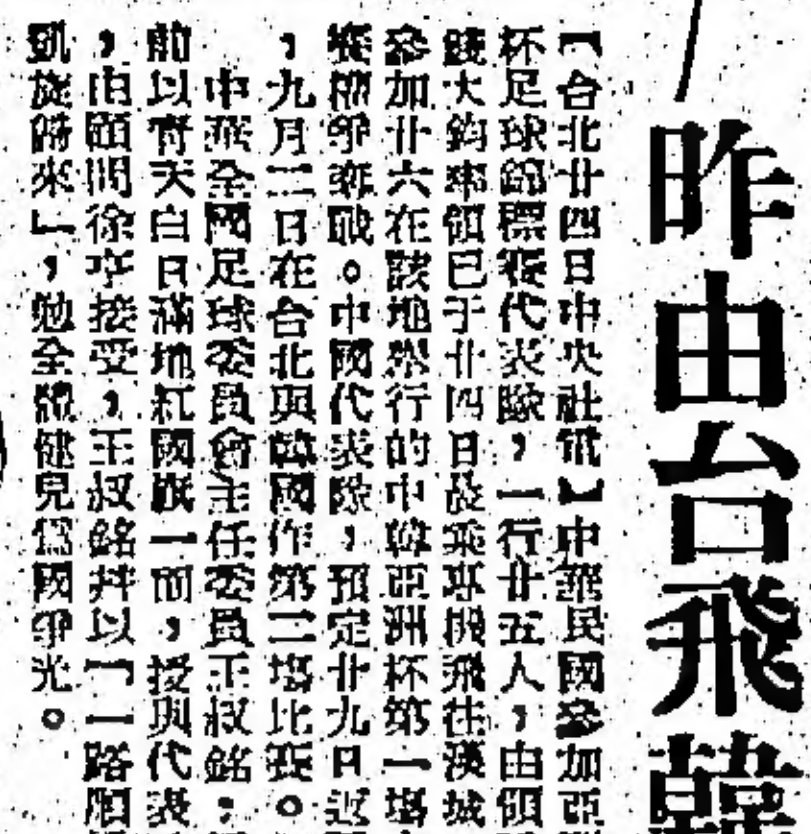 昨由台飛韓
【台北廿四日中央社電】中華民國參加亞
杯足球錦標賽代表隊，一行廿五人，由領
錢大鈞率領已于廿四日晨乘專機飛往漢城
參加廿六在該地舉行的中韓亞洲杯第一場
賽標爭奪戰。中國代表隊，預定廿九日返
，九月二日在台北與韓國作第二場比賽。
中華全國足球委員會主任委員王叔銘，
前以青天白日滿地紅國旗一面，授與代表
，由顧問徐亨接受，王叔銘并以「一路順
凱旋歸來」，勉全體健兒爲國爭光。